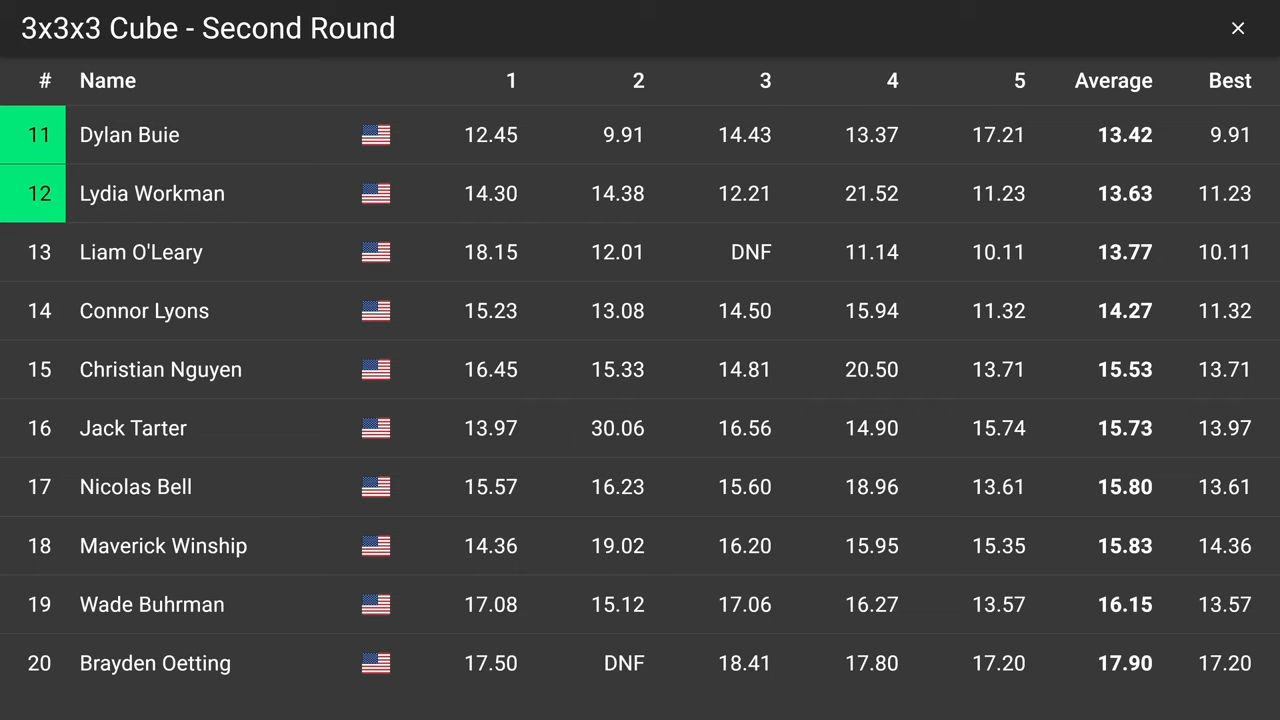 3x3x3 Cube - Second Round ×
# Name 1 2 3 4 5 Average Best
11 Dylan Buie 12.45 9.91 14.43 13.37 17.21 13.42 9.91
12 Lydia Workman 14.30 14.38 12.21 21.52 11.23 13.63 11.23
13 Liam O'Leary 18.15 12.01 DNF 11.14 10.11 13.77 10.11
14 Connor Lyons 15.23 13.08 14.50 15.94 11.32 14.27 11.32
15 Christian Nguyen 16.45 15.33 14.81 20.50 13.71 15.53 13.71
16 Jack Tarter 13.97 30.06 16.56 14.90 15.74 15.73 13.97
17 Nicolas Bell 15.57 16.23 15.60 18.96 13.61 15.80 13.61
18 Maverick Winship 14.36 19.02 16.20 15.95 15.35 15.83 14.36
19 Wade Buhrman 17.08 15.12 17.06 16.27 13.57 16.15 13.57
20 Brayden Oetting 17.50 DNF 18.41 17.80 17.20 17.90 17.20